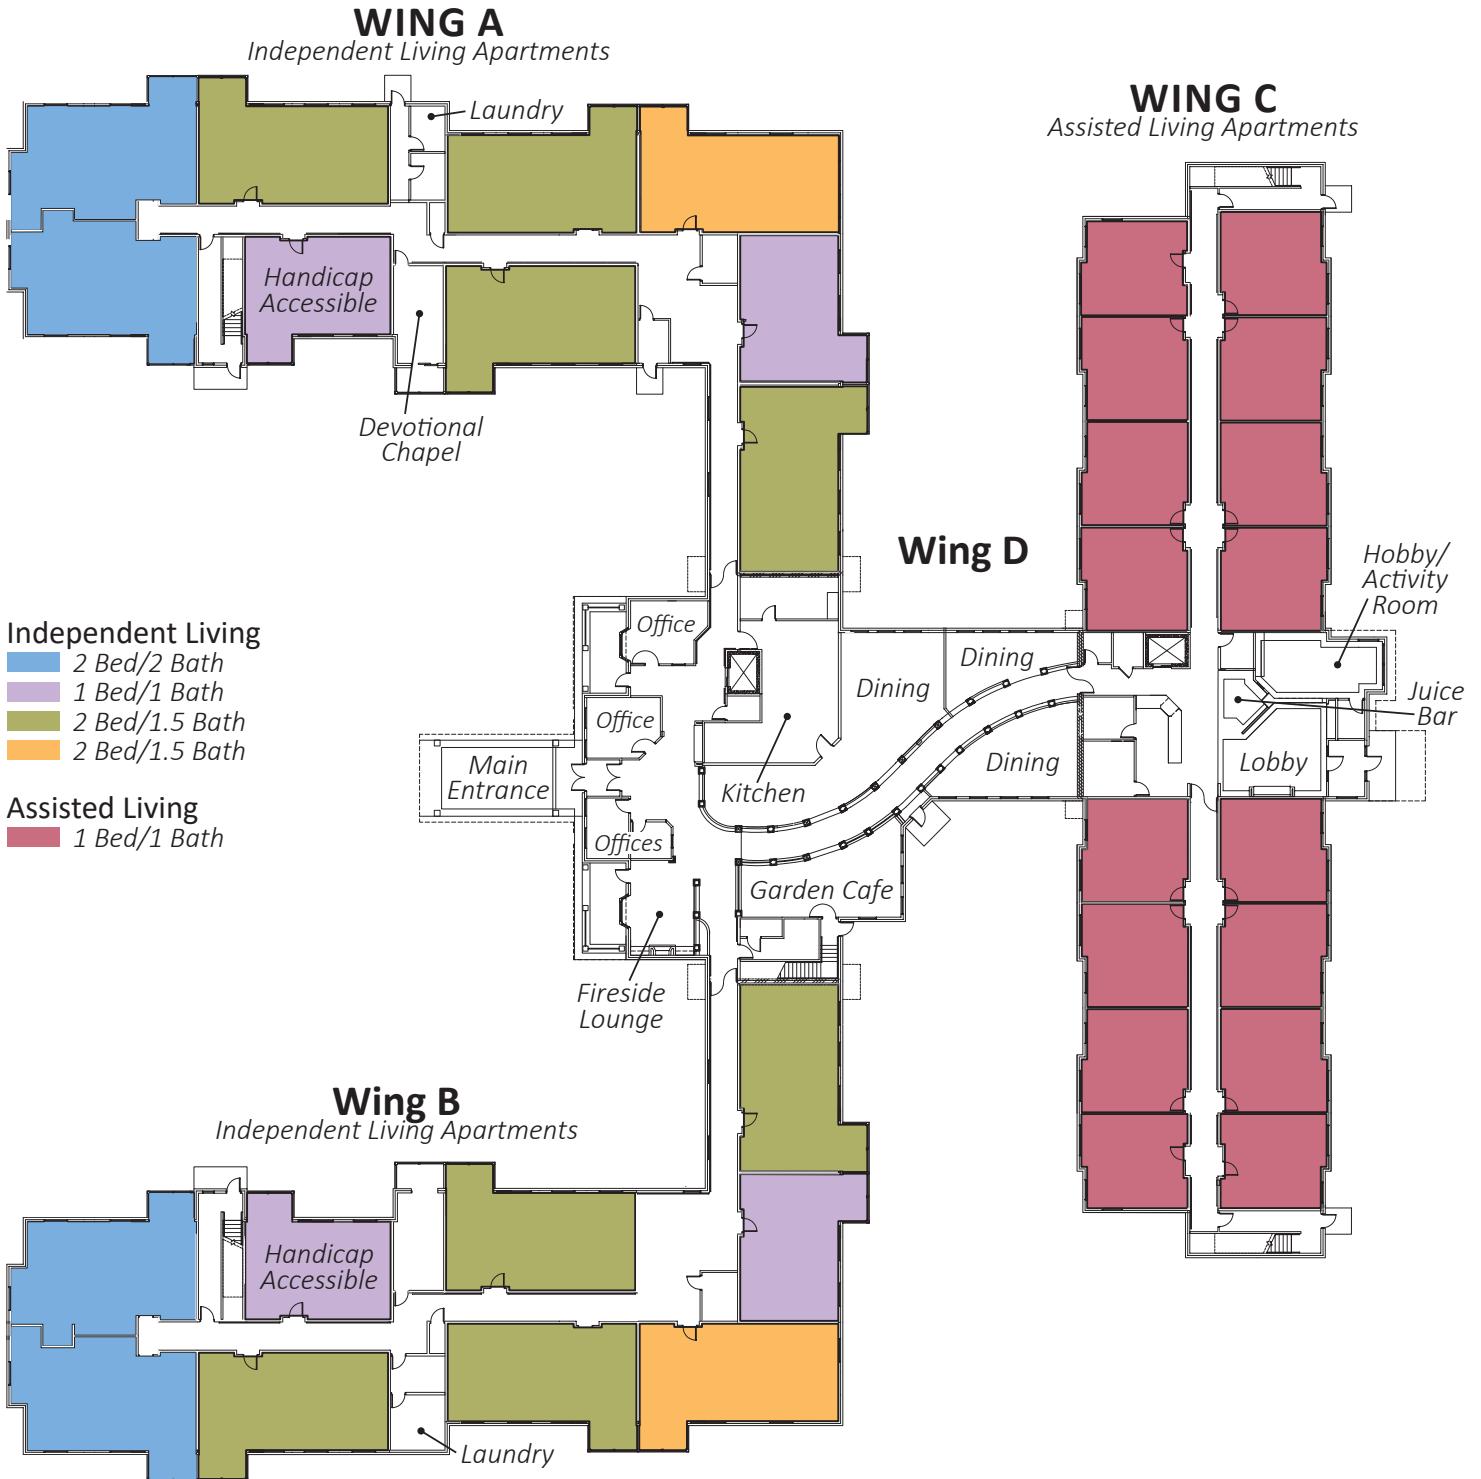 WING A
Independent Living Apartments
Laundry
WING C
Assisted Living Apartments
Handicap
Accessible
Devotional
Chapel
Wing D
Hobby/
Activity
Room
Independent Living
2 Bed/2 Bath
1 Bed/1 Bath
2 Bed/1.5 Bath
2 Bed/1.5 Bath
Assisted Living
1 Bed/1 Bath
Office
Office
Main
Entrance
Offices
Dining
Dining
Dining
Kitchen
Garden Cafe
Juice
Bar
Lobby
Fireside
Lounge
Wing B
Independent Living Apartments
Handicap
Accessible
Laundry